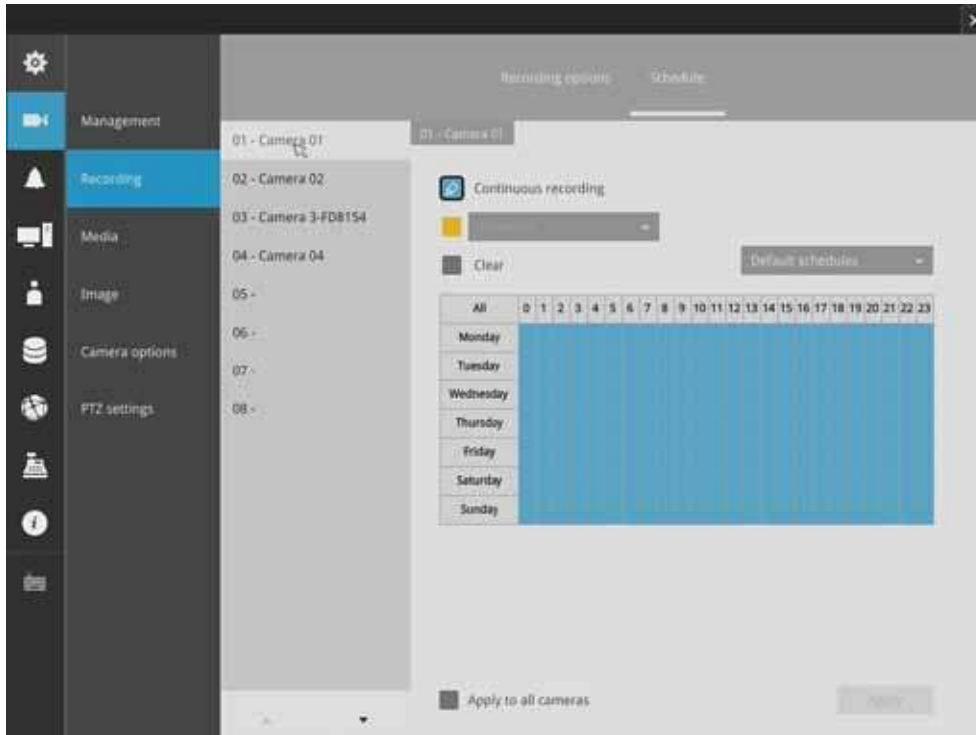 Recording options
Schedule
Management
Recording
Media
Image
Camera options
PTZ settings
01 - Camera 01
02 - Camera 02
03 - Camera 3-FD8154
04 - Camera 04
05 -
06 -
07 -
08 -
01 - Camera 01
Continuous recording
Clear
Default schedules
All 0 1 2 3 4 5 6 7 8 9 10 11 12 13 14 15 16 17 18 19 20 21 22 23
Monday
Tuesday
Wednesday
Thursday
Friday
Saturday
Sunday
Apply to all cameras
Apply